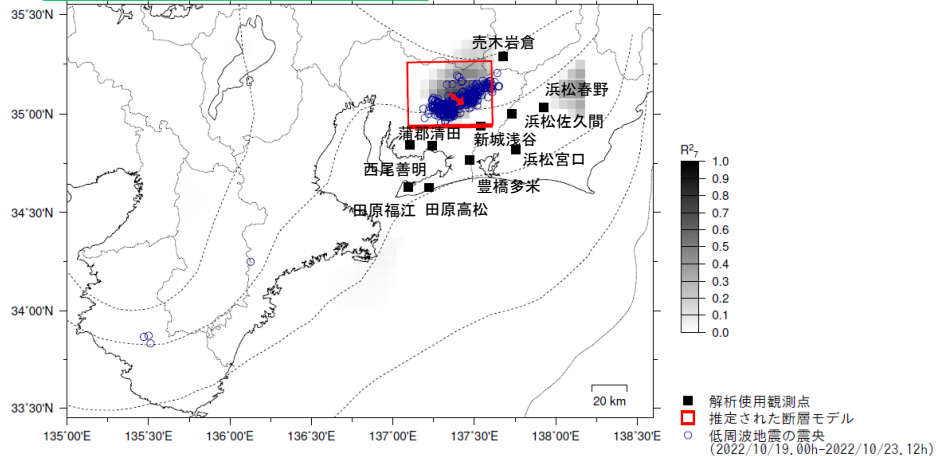 35˚30'N
35˚00'N
34˚30'N
34˚00'N
33˚30'N
135˚00'E
135˚30'E
136˚00'E
136˚30'E
137˚00'E
137˚30'E
138˚00'E
138˚30'E
売木岩倉
浜松春野
浜松佐久間
蒲郡清田
新城浅谷
浜松宮口
西尾善明
豊橋多米
田原福江
田原高松
20 km
R²₇
1.0
0.9
0.8
0.7
0.6
0.5
0.4
0.3
0.2
0.1
0.0
解析使用観測点
推定された断層モデル
低周波地震の震央
(2022/10/19.00h-2022/10/23.12h)